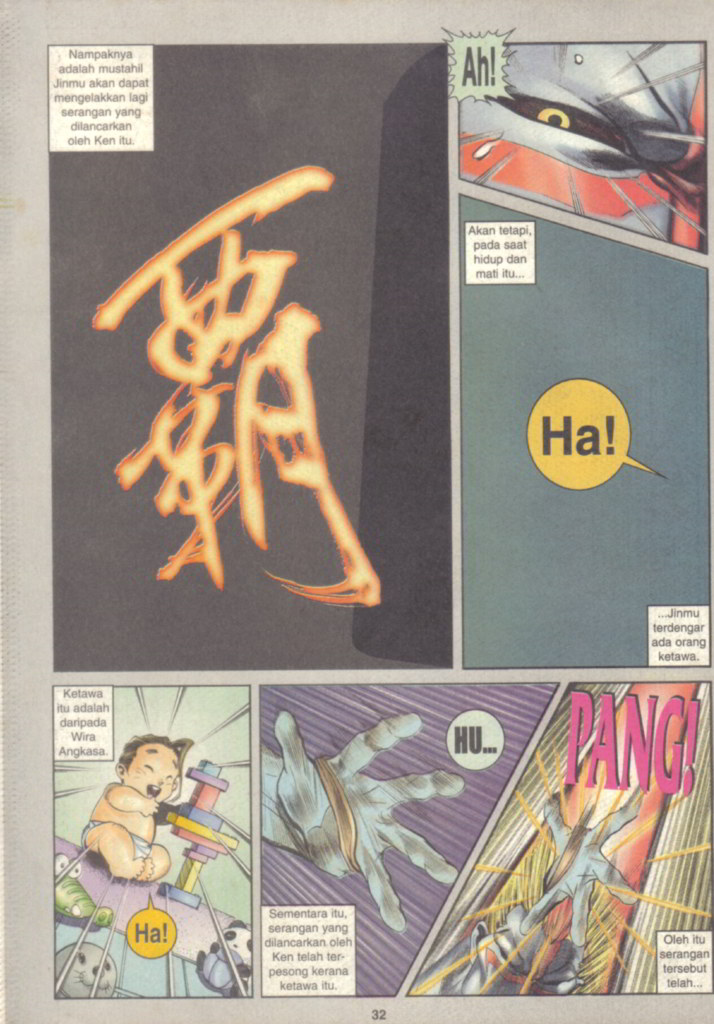 Nampaknya
adalah mustahil
Jinmu akan dapat
mengelakkan lagi
serangan yang
dilancarkan
oleh Ken itu.
覇
Ah!
Akan tetapi,
pada saat
hidup dan
mati itu...
Ha!
...Jinmu
terdengar
ada orang
ketawa.
Ketawa
itu adalah
daripada
Wira
Angkasa.
Ha!
HU...
Sementara itu,
serangan yang
dilancarkan oleh
Ken telah ter-
pesong kerana
ketawa itu.
PANG!
Oleh itu
serangan
tersebut
telah...
32